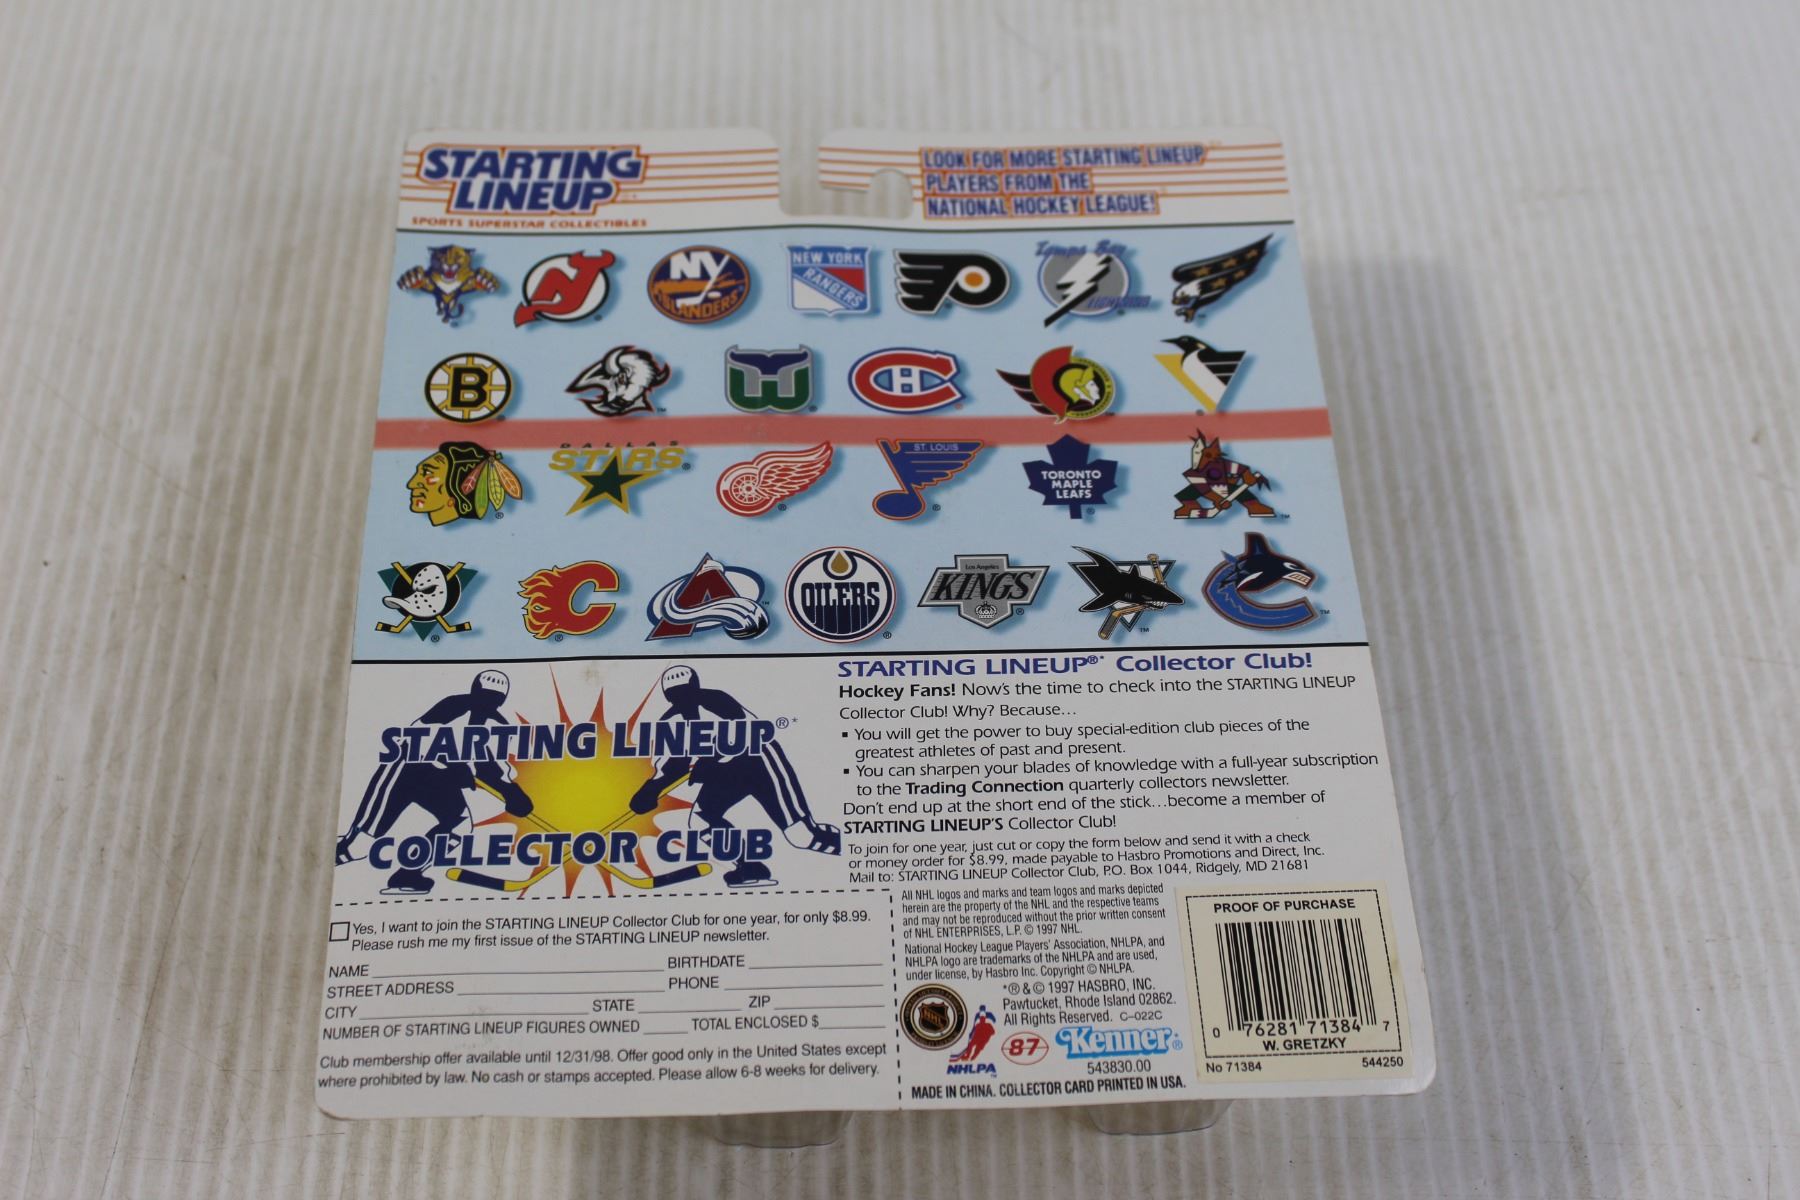 STARTING
LINEUP
SPORTS SUPERSTAR COLLECTIBLES
LOOK FOR MORE STARTING LINEUP
PLAYERS FROM THE
NATIONAL HOCKEY LEAGUE!
NY
ISLANDERS
NEW YORK
RANGERS
P
Tampa Bay
LIGHTNING
B
CH
DALLAS
STARS
ST. LOUIS
TORONTO
MAPLE
LEAFS
C
A
OILERS
Los Angeles
KINGS
STARTING LINEUP®*
COLLECTOR CLUB
STARTING LINEUP®* Collector Club!
Hockey Fans! Now's the time to check into the STARTING LINEUP
Collector Club! Why? Because...
▪ You will get the power to buy special-edition club pieces of the
greatest athletes of past and present.
▪ You can sharpen your blades of knowledge with a full-year subscription
to the Trading Connection quarterly collectors newsletter.
Don't end up at the short end of the stick...become a member of
STARTING LINEUP'S Collector Club!
To join for one year, just cut or copy the form below and send it with a check
or money order for $8.99, made payable to Hasbro Promotions and Direct, Inc.
Mail to: STARTING LINEUP Collector Club, P.O. Box 1044, Ridgely, MD 21681
Yes, I want to join the STARTING LINEUP Collector Club for one year, for only $8.99.
Please rush me my first issue of the STARTING LINEUP newsletter.
NAME BIRTHDATE
STREET ADDRESS PHONE
CITY STATE ZIP
NUMBER OF STARTING LINEUP FIGURES OWNED TOTAL ENCLOSED $
Club membership offer available until 12/31/98. Offer good only in the United States except
where prohibited by law. No cash or stamps accepted. Please allow 6-8 weeks for delivery.
All NHL logos and marks and team logos and marks depicted
herein are the property of the NHL and the respective teams
and may not be reproduced without the prior written consent
of NHL ENTERPRISES, L.P. © 1997 NHL.
National Hockey League Players' Association, NHLPA, and
NHLPA logo are trademarks of the NHLPA and are used,
under license, by Hasbro Inc. Copyright © NHLPA.
*® & © 1997 HASBRO, INC.
Pawtucket, Rhode Island 02862.
All Rights Reserved. C-022C
NHL
NHLPA
87
Kenner®
543830.00
MADE IN CHINA. COLLECTOR CARD PRINTED IN USA.
PROOF OF PURCHASE
0 76281 71384 7
W. GRETZKY
No 71384 544250